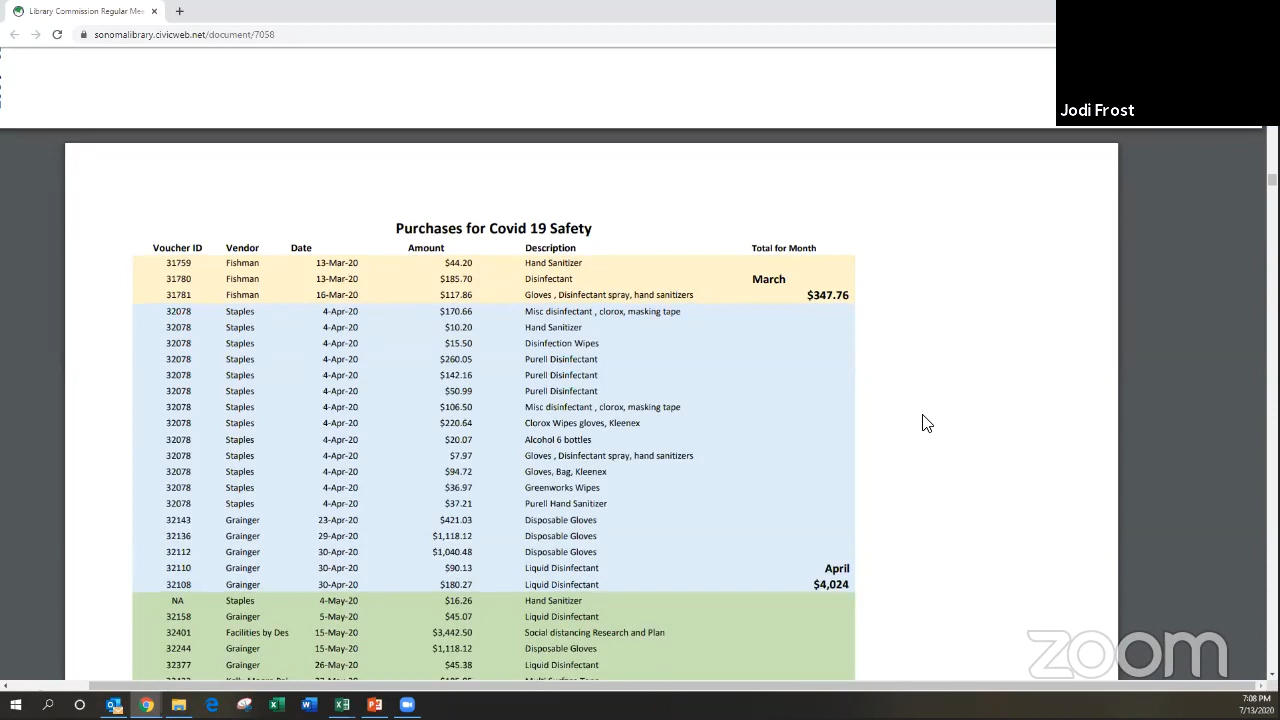 Library Commission Regular Me
sonomalibrary.civicweb.net/document/7058
Jodi Frost
Purchases for Covid 19 Safety
Voucher ID Vendor Date Amount Description Total for Month
31759 Fishman 13-Mar-20 $44.20 Hand Sanitizer
31780 Fishman 13-Mar-20 $185.70 Disinfectant March
31781 Fishman 16-Mar-20 $117.86 Gloves , Disinfectant spray, hand sanitizers $347.76
32078 Staples 4-Apr-20 $170.66 Misc disinfectant , clorox, masking tape
32078 Staples 4-Apr-20 $10.20 Hand Sanitizer
32078 Staples 4-Apr-20 $15.50 Disinfection Wipes
32078 Staples 4-Apr-20 $260.05 Purell Disinfectant
32078 Staples 4-Apr-20 $142.16 Purell Disinfectant
32078 Staples 4-Apr-20 $50.99 Purell Disinfectant
32078 Staples 4-Apr-20 $106.50 Misc disinfectant , clorox, masking tape
32078 Staples 4-Apr-20 $220.64 Clorox Wipes gloves, Kleenex
32078 Staples 4-Apr-20 $20.07 Alcohol 6 bottles
32078 Staples 4-Apr-20 $7.97 Gloves , Disinfectant spray, hand sanitizers
32078 Staples 4-Apr-20 $94.72 Gloves, Bag, Kleenex
32078 Staples 4-Apr-20 $36.97 Greenworks Wipes
32078 Staples 4-Apr-20 $37.21 Purell Hand Sanitizer
32143 Grainger 23-Apr-20 $421.03 Disposable Gloves
32136 Grainger 29-Apr-20 $1,118.12 Disposable Gloves
32112 Grainger 30-Apr-20 $1,040.48 Disposable Gloves
32110 Grainger 30-Apr-20 $90.13 Liquid Disinfectant April
32108 Grainger 30-Apr-20 $180.27 Liquid Disinfectant $4,024
NA Staples 4-May-20 $16.26 Hand Sanitizer
32158 Grainger 5-May-20 $45.07 Liquid Disinfectant
32401 Facilities by Des 15-May-20 $3,442.50 Social distancing Research and Plan
32244 Grainger 15-May-20 $1,118.12 Disposable Gloves
32377 Grainger 26-May-20 $45.38 Liquid Disinfectant
zoom
7:08 PM
7/13/2020